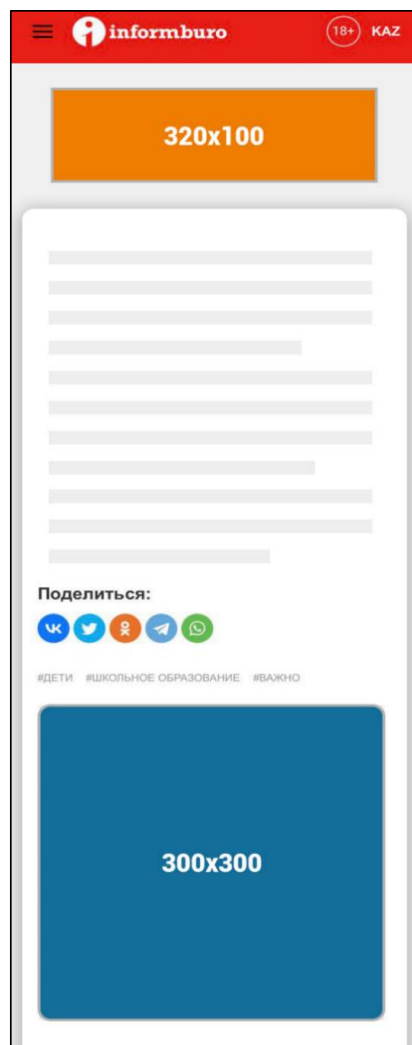 informburo 18+ KAZ
320x100
Поделиться:
#ДЕТИ #ШКОЛЬНОЕ ОБРАЗОВАНИЕ #ВАЖНО
300x300